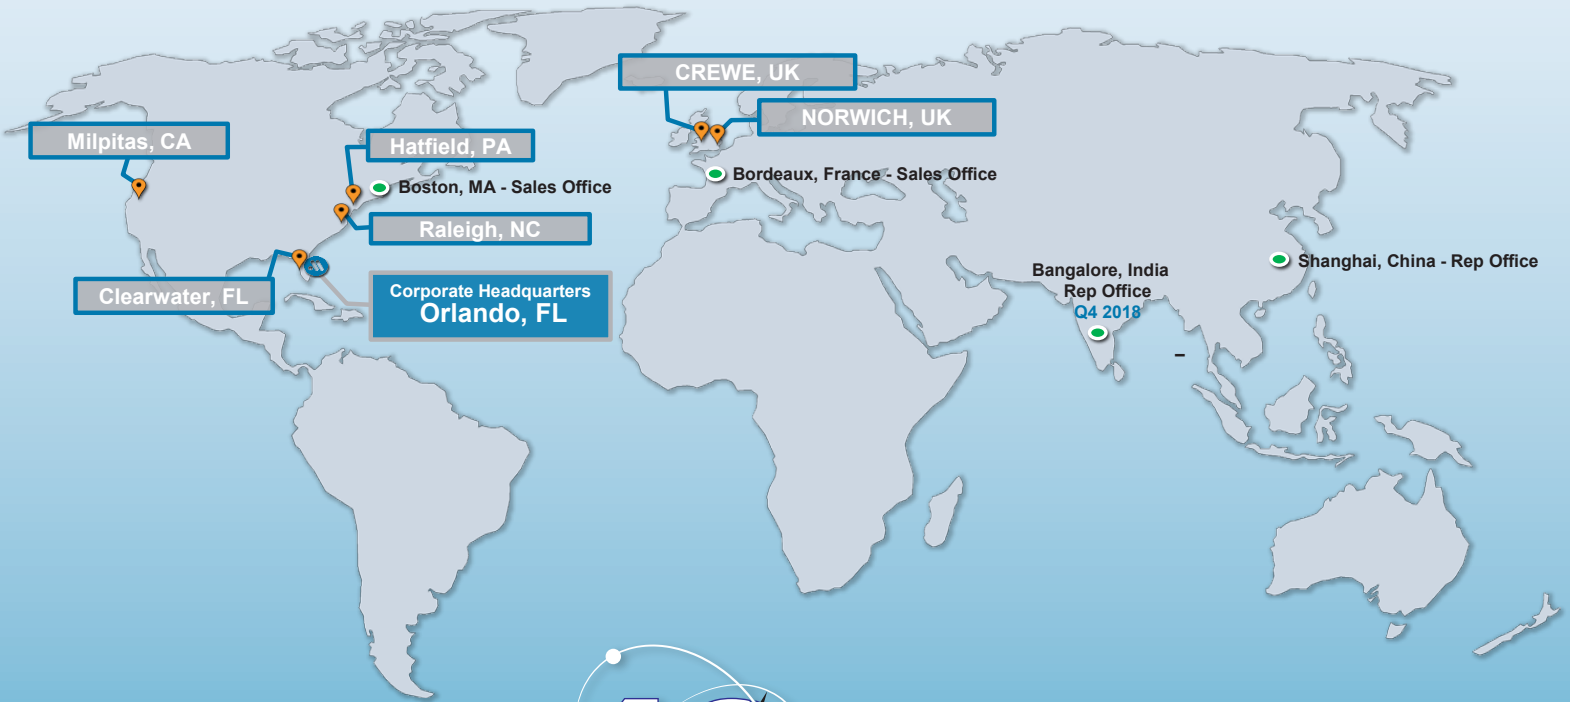 CREWE, UK
NORWICH, UK
Milpitas, CA
Hatfield, PA
Boston, MA - Sales Office
Bordeaux, France - Sales Office
Raleigh, NC
Clearwater, FL
Corporate Headquarters
Orlando, FL
Bangalore, India
Rep Office
Q4 2018
Shanghai, China - Rep Office
–